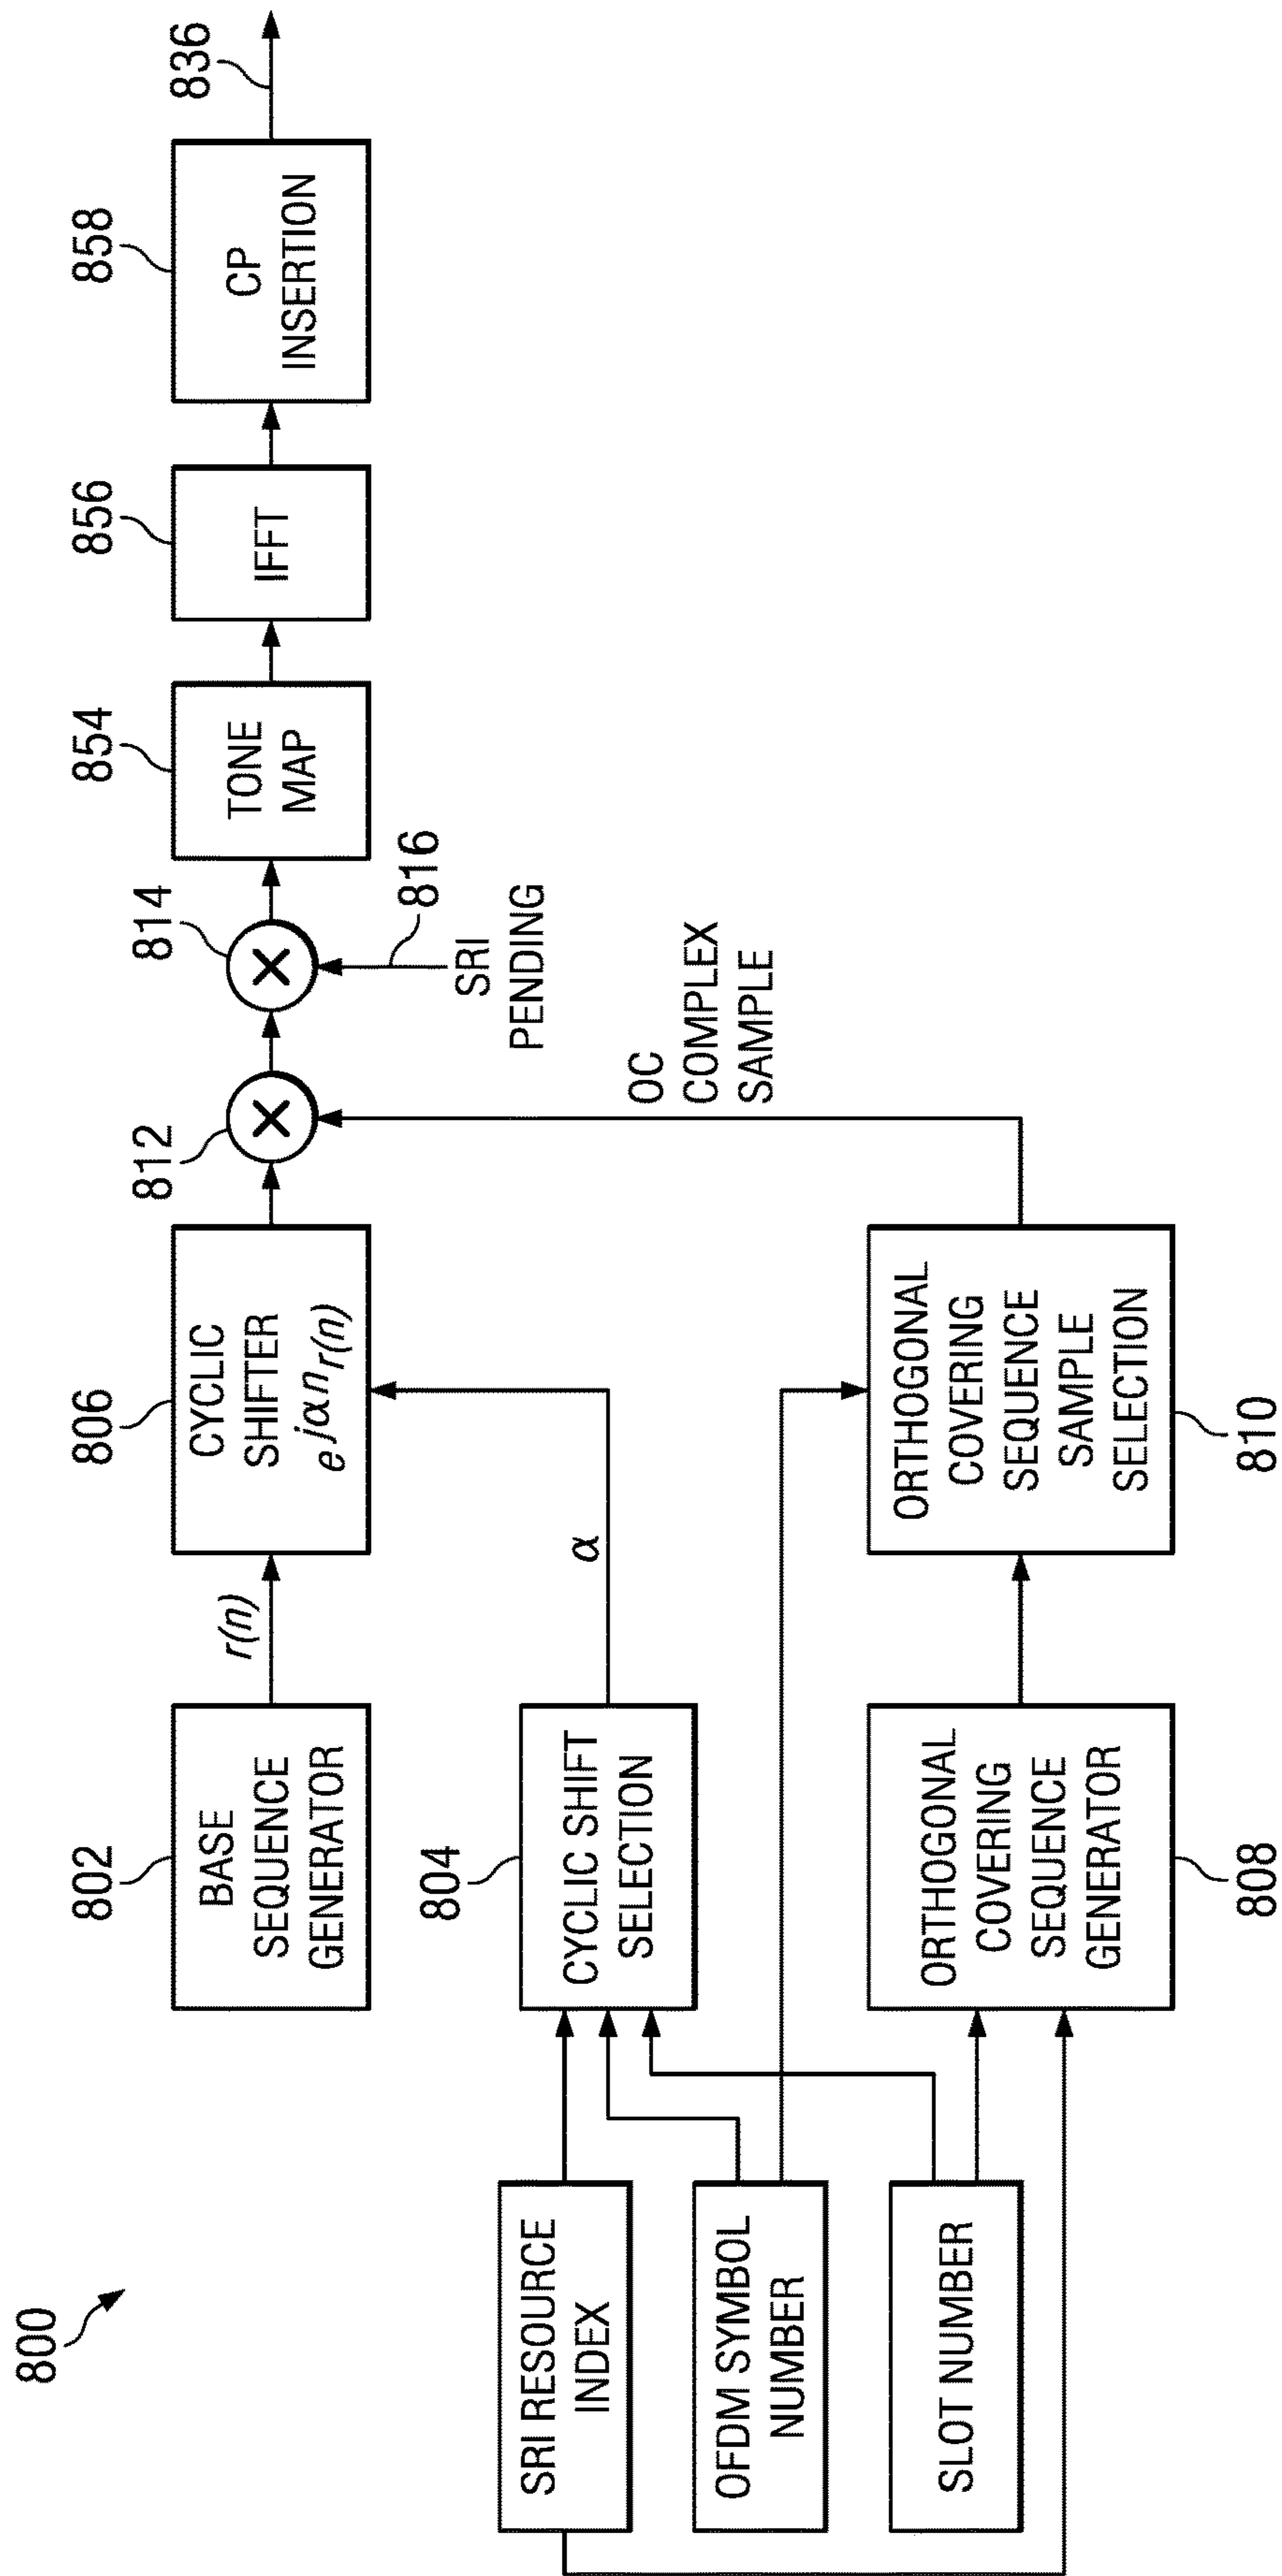 800
802
BASE
SEQUENCE
GENERATOR
r(n)
806
CYCLIC
SHIFTER
e^{jαn} r(n)
812
814
854
TONE
MAP
856
IFFT
858
CP
INSERTION
836
816
SRI
PENDING
OC
COMPLEX
SAMPLE
804
CYCLIC SHIFT
SELECTION
α
SRI RESOURCE
INDEX
OFDM SYMBOL
NUMBER
SLOT NUMBER
ORTHOGONAL
COVERING
SEQUENCE
GENERATOR
808
ORTHOGONAL
COVERING
SEQUENCE
SAMPLE
SELECTION
810